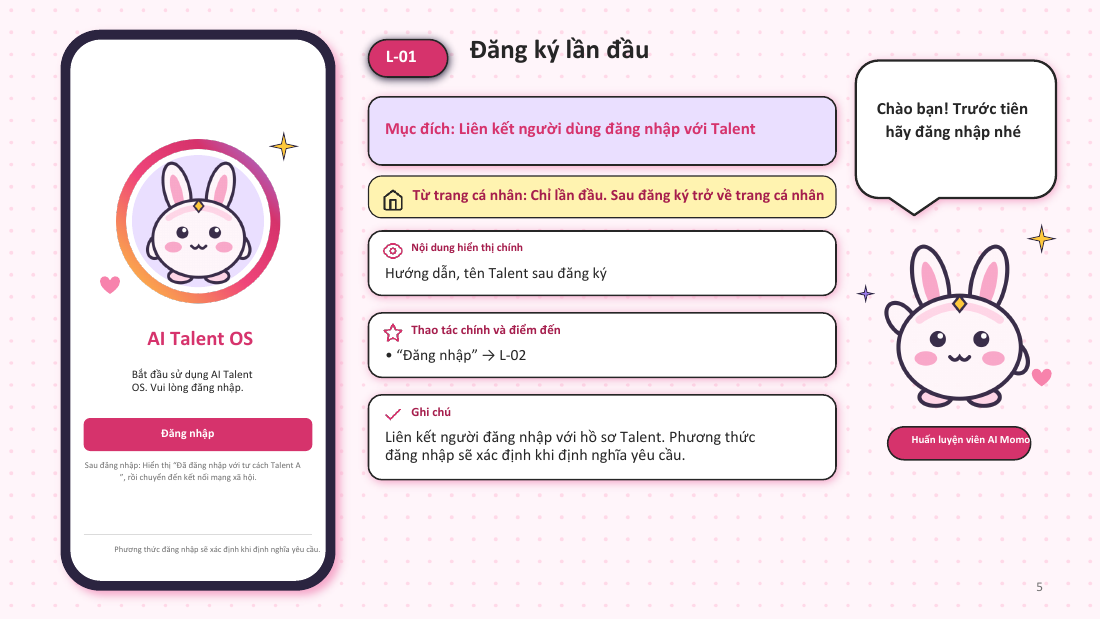 L-01
Đăng ký lần đầu
Mục đích: Liên kết người dùng đăng nhập với Talent
Từ trang cá nhân: Chỉ lần đầu. Sau đăng ký trở về trang cá nhân
Nội dung hiển thị chính
Hướng dẫn, tên Talent sau đăng ký
Thao tác chính và điểm đến
• “Đăng nhập” → L-02
Ghi chú
Liên kết người đăng nhập với hồ sơ Talent. Phương thức
đăng nhập sẽ xác định khi định nghĩa yêu cầu.
AI Talent OS
Bắt đầu sử dụng AI Talent
OS. Vui lòng đăng nhập.
Đăng nhập
Sau đăng nhập: Hiển thị “Đã đăng nhập với tư cách Talent A
”, rồi chuyển đến kết nối mạng xã hội.
Phương thức đăng nhập sẽ xác định khi định nghĩa yêu cầu.
Chào bạn! Trước tiên
hãy đăng nhập nhé
Huấn luyện viên AI Momo
5